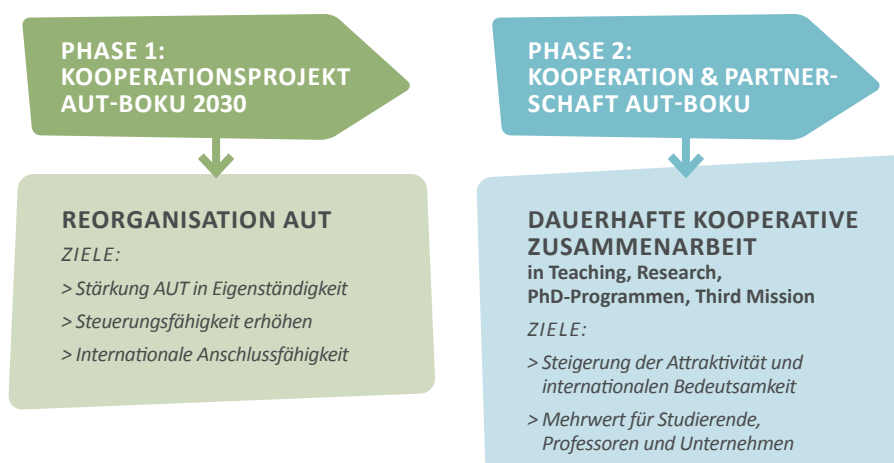 PHASE 1:
KOOPERATIONSPROJEKT
AUT-BOKU 2030
REORGANISATION AUT
ZIELE:
> Stärkung AUT in Eigenständigkeit
> Steuerungsfähigkeit erhöhen
> Internationale Anschlussfähigkeit
PHASE 2:
KOOPERATION & PARTNER-
SCHAFT AUT-BOKU
DAUERHAFTE KOOPERATIVE
ZUSAMMENARBEIT
in Teaching, Research,
PhD-Programmen, Third Mission
ZIELE:
> Steigerung der Attraktivität und
internationalen Bedeutsamkeit
> Mehrwert für Studierende,
Professoren und Unternehmen